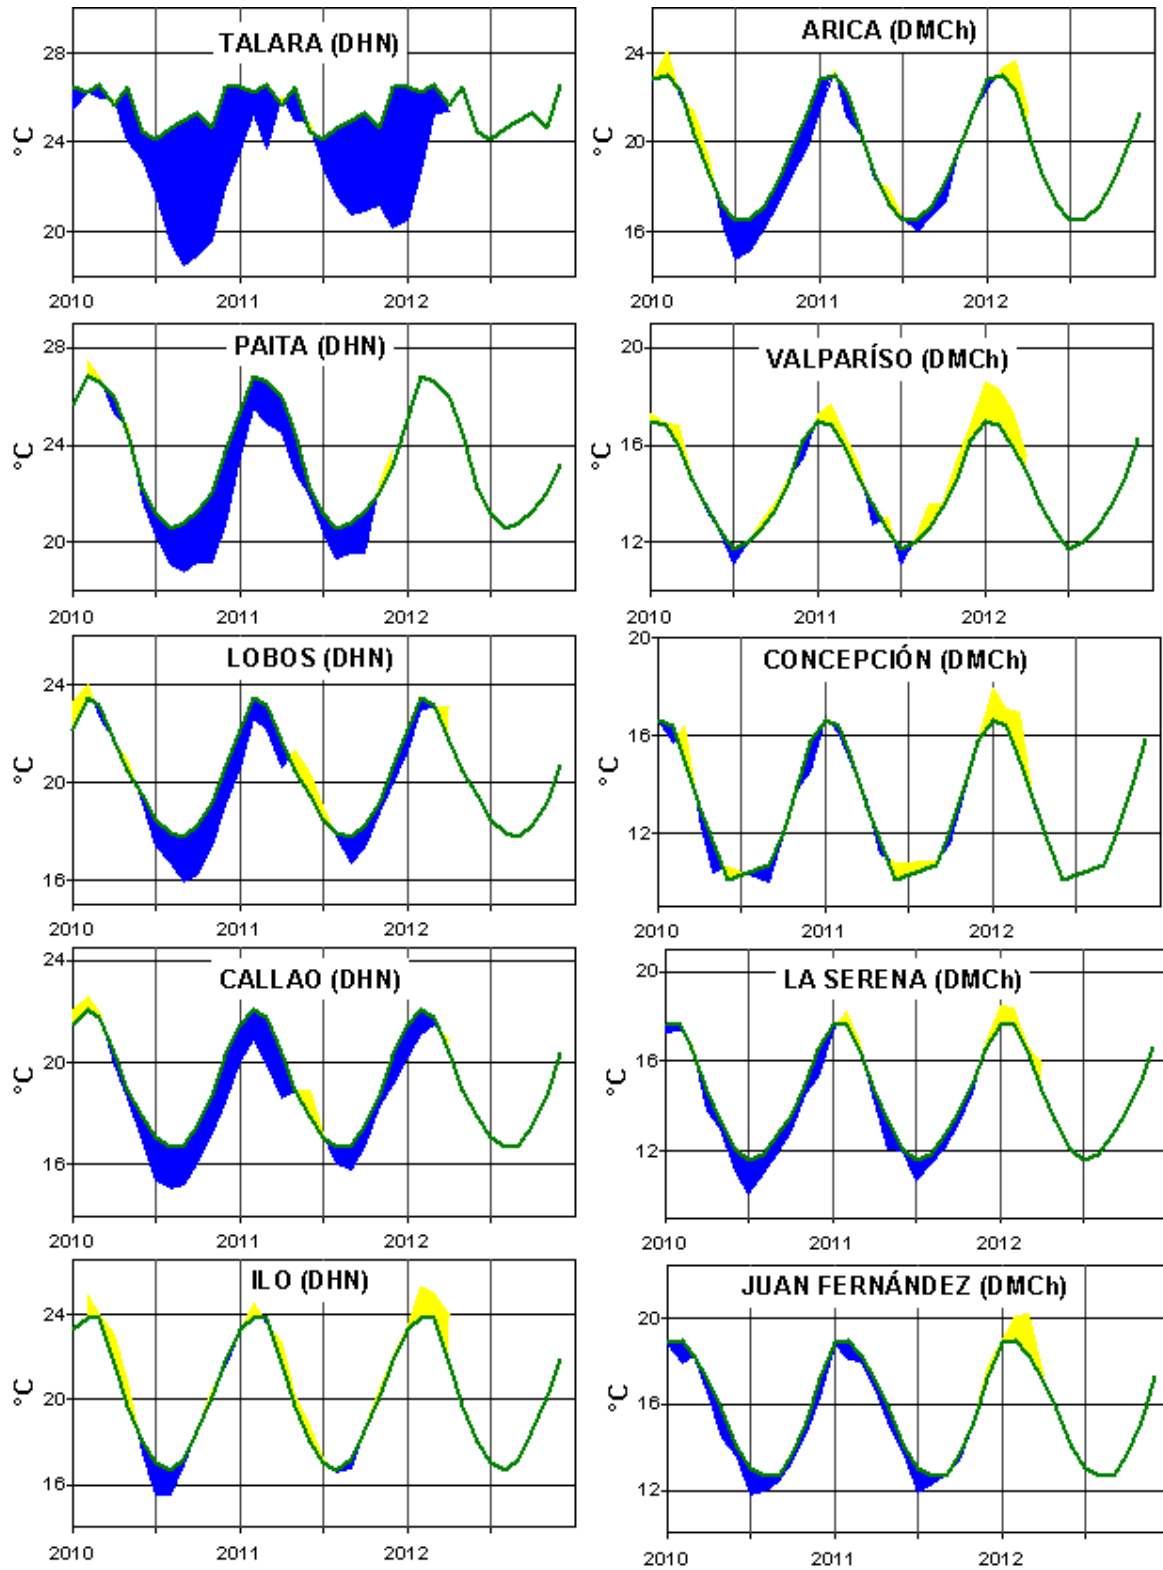 TALARA (DHN)
28
24
20
°C
2010 2011 2012
PAITA (DHN)
28
24
20
°C
2010 2011 2012
LOBOS (DHN)
24
20
16
°C
2010 2011 2012
CALLAO (DHN)
24
20
16
°C
2010 2011 2012
ILO (DHN)
24
20
16
°C
2010 2011 2012
ARICA (DMCh)
24
20
16
°C
2010 2011 2012
VALPARÍSO (DMCh)
20
16
12
°C
2010 2011 2012
CONCEPCIÓN (DMCh)
20
16
12
°C
2010 2011 2012
LA SERENA (DMCh)
20
16
12
°C
2010 2011 2012
JUAN FERNÁNDEZ (DMCh)
20
16
12
°C
2010 2011 2012